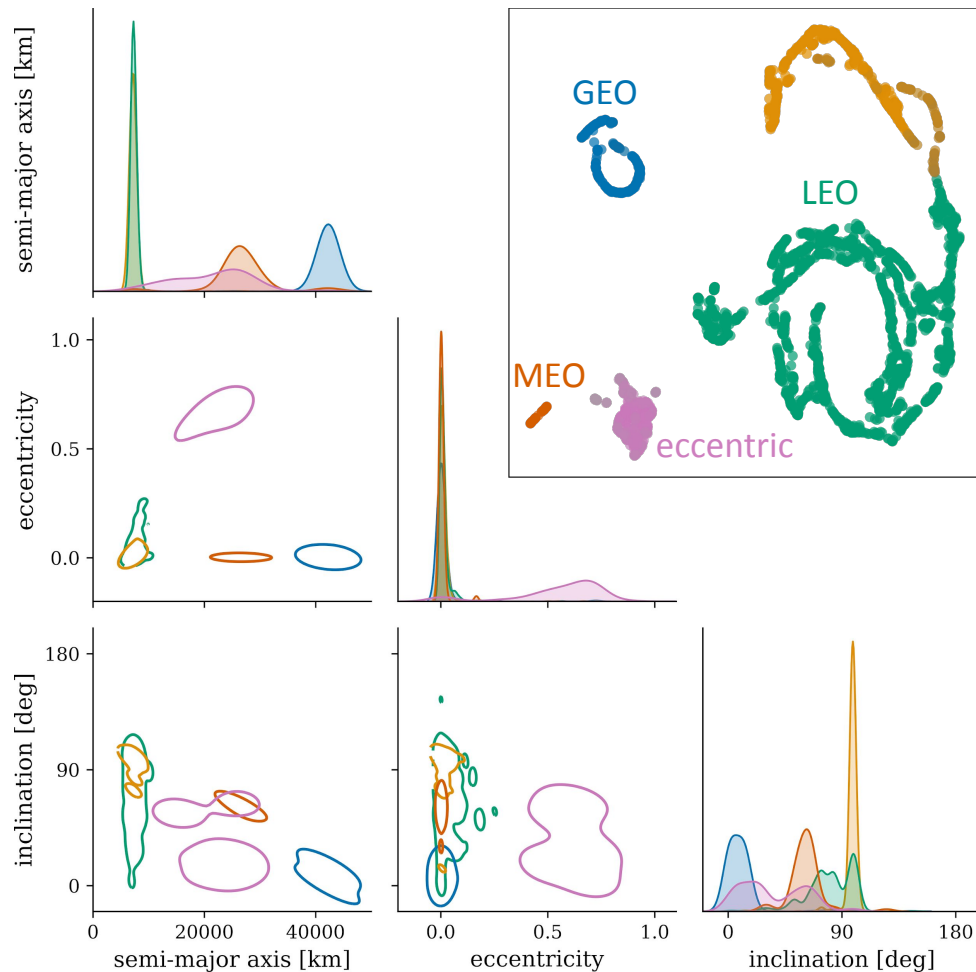 semi-major axis [km]
GEO
LEO
MEO
eccentric
eccentricity
1.0
0.5
0.0
inclination [deg]
180
90
0
0 20000 40000
0.0 0.5 1.0
0 90 180
semi-major axis [km]
eccentricity
inclination [deg]